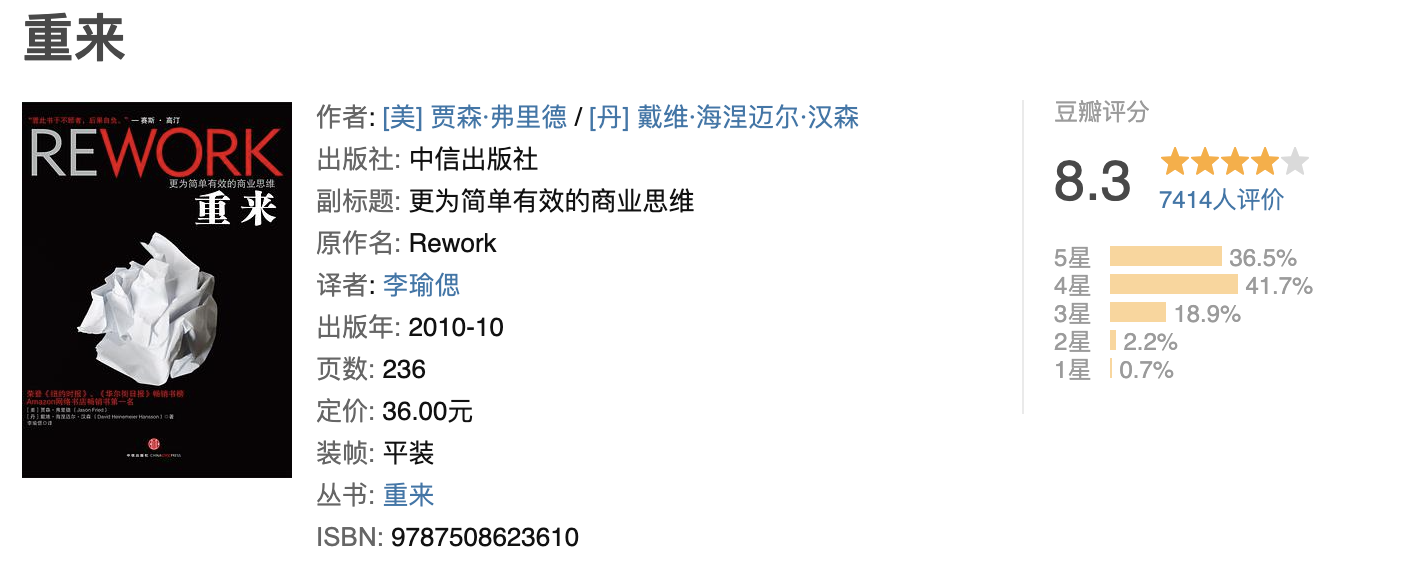 重来
"惹此书于不顾者，后果自负。" — 赛斯 · 高汀
REWORK
更为简单有效的商业思维
重来
荣登《纽约时报》、《华尔街日报》畅销书榜
Amazon网络书店畅销书第一名
[美] 贾森 · 弗里德（Jason Fried）
[丹] 戴维 · 海涅迈尔 · 汉森（David Heinemeier Hansson）◎著
李瑜偲◎译
中信出版社 CHINACITICPRESS
作者: [美] 贾森·弗里德 / [丹] 戴维·海涅迈尔·汉森
出版社: 中信出版社
副标题: 更为简单有效的商业思维
原作名: Rework
译者: 李瑜偲
出版年: 2010-10
页数: 236
定价: 36.00元
装帧: 平装
丛书: 重来
ISBN: 9787508623610
豆瓣评分
8.3
7414人评价
5星 36.5%
4星 41.7%
3星 18.9%
2星 2.2%
1星 0.7%